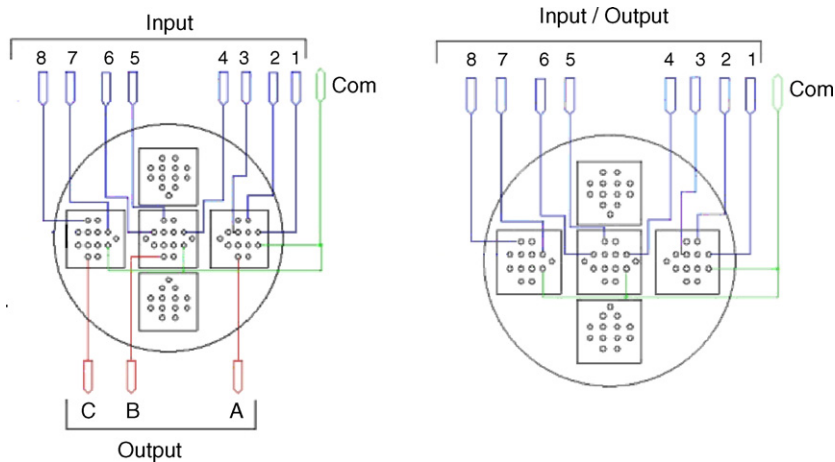 Input
8 7 6 5 4 3 2 1
Com
C B A
Output
Input / Output
8 7 6 5 4 3 2 1
Com